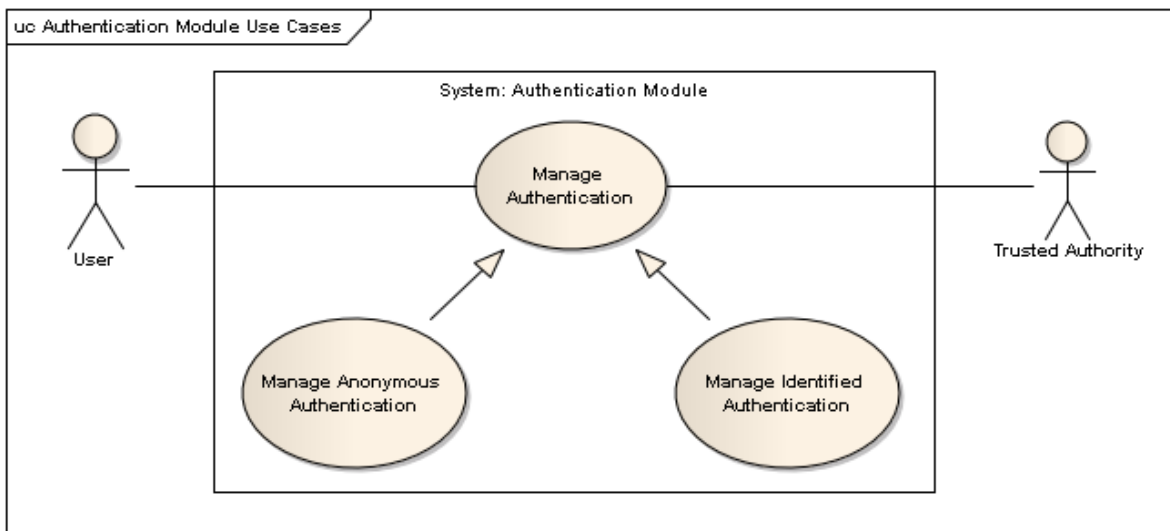 uc Authentication Module Use Cases
System: Authentication Module
Manage
Authentication
User
Trusted Authority
Manage Anonymous
Authentication
Manage Identified
Authentication